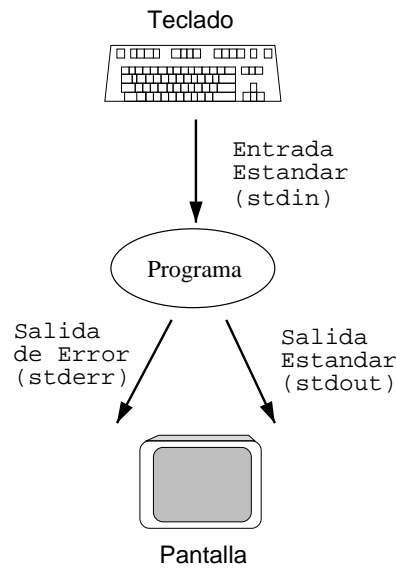 Teclado
Entrada
Estandar
(stdin)
Programa
Salida
de Error
(stderr)
Salida
Estandar
(stdout)
Pantalla